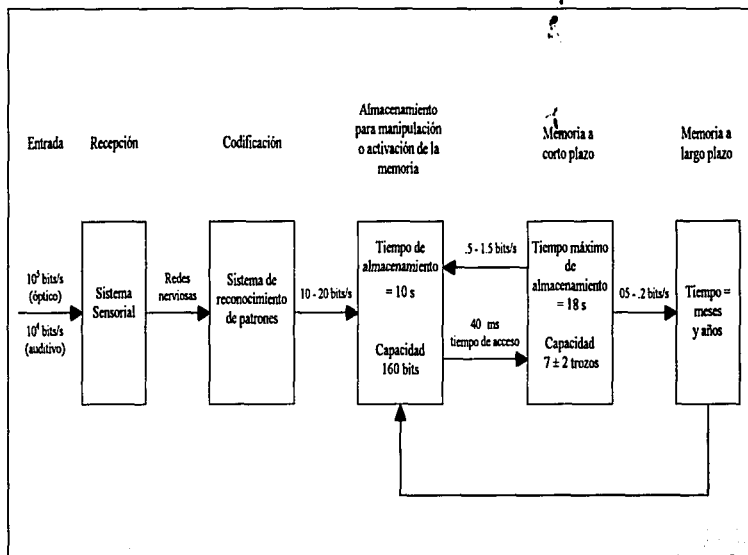 Entrada
Recepción
Codificación
Almacenamiento
para manipulación
o activación de la
memoria
Memoria a
corto plazo
Memoria a
largo plazo
10⁵ bits/s
(óptico)
10⁴ bits/s
(auditivo)
Sistema
Sensorial
Redes
nerviosas
Sistema de
reconocimiento
de patrones
10 - 20 bits/s
Tiempo de
almacenamiento
= 10 s
Capacidad
160 bits
.5 - 1.5 bits/s
40 ms
tiempo de acceso
Tiempo máximo
de
almacenamiento
= 18 s
Capacidad
7 ± 2 trozos
05 - .2 bits/s
Tiempo =
meses
y años